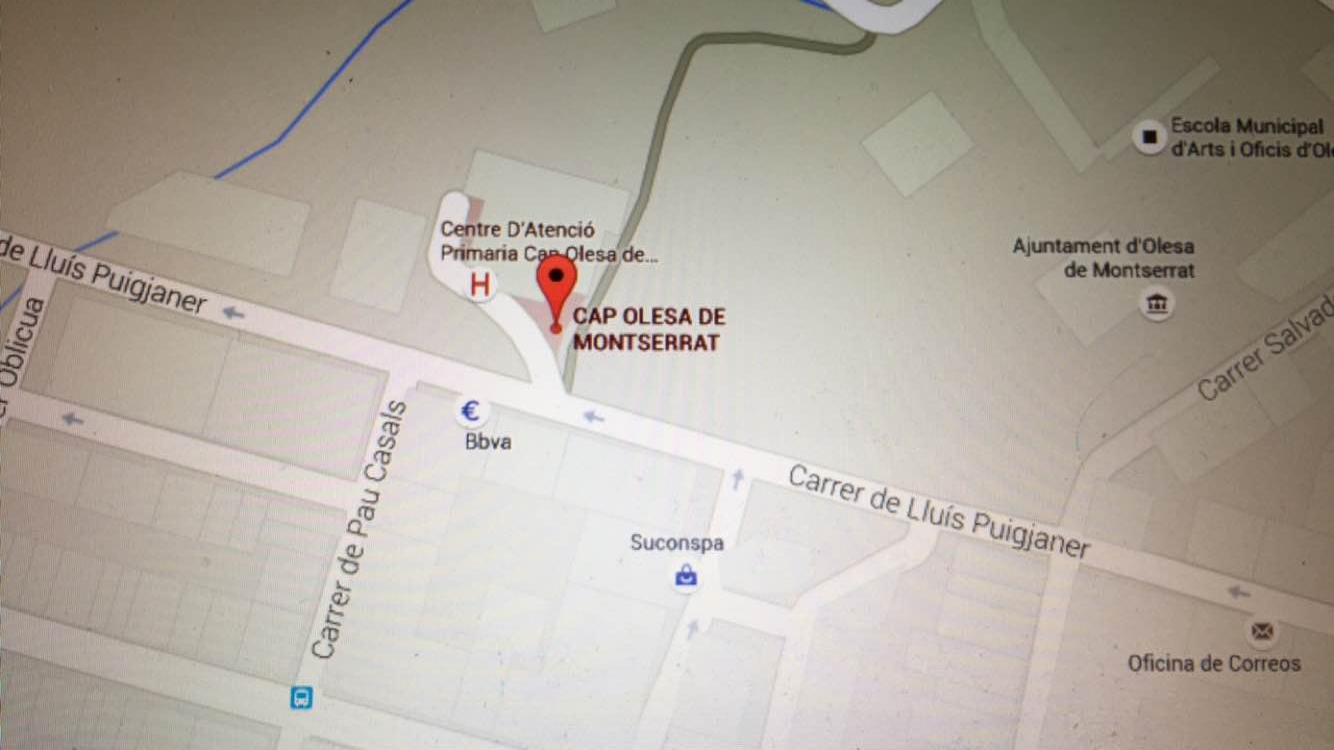 Escola Municipal
d'Arts i Oficis d'Ole
Centre D'Atenció
Primaria Cap Olesa de...
Ajuntament d'Olesa
de Montserrat
H
de Lluís Puigjaner
CAP OLESA DE
MONTSERRAT
Oblicua
Carrer Salvad
€
Bbva
Carrer de Pau Casals
Carrer de Lluís Puigjaner
Suconspa
Oficina de Correos